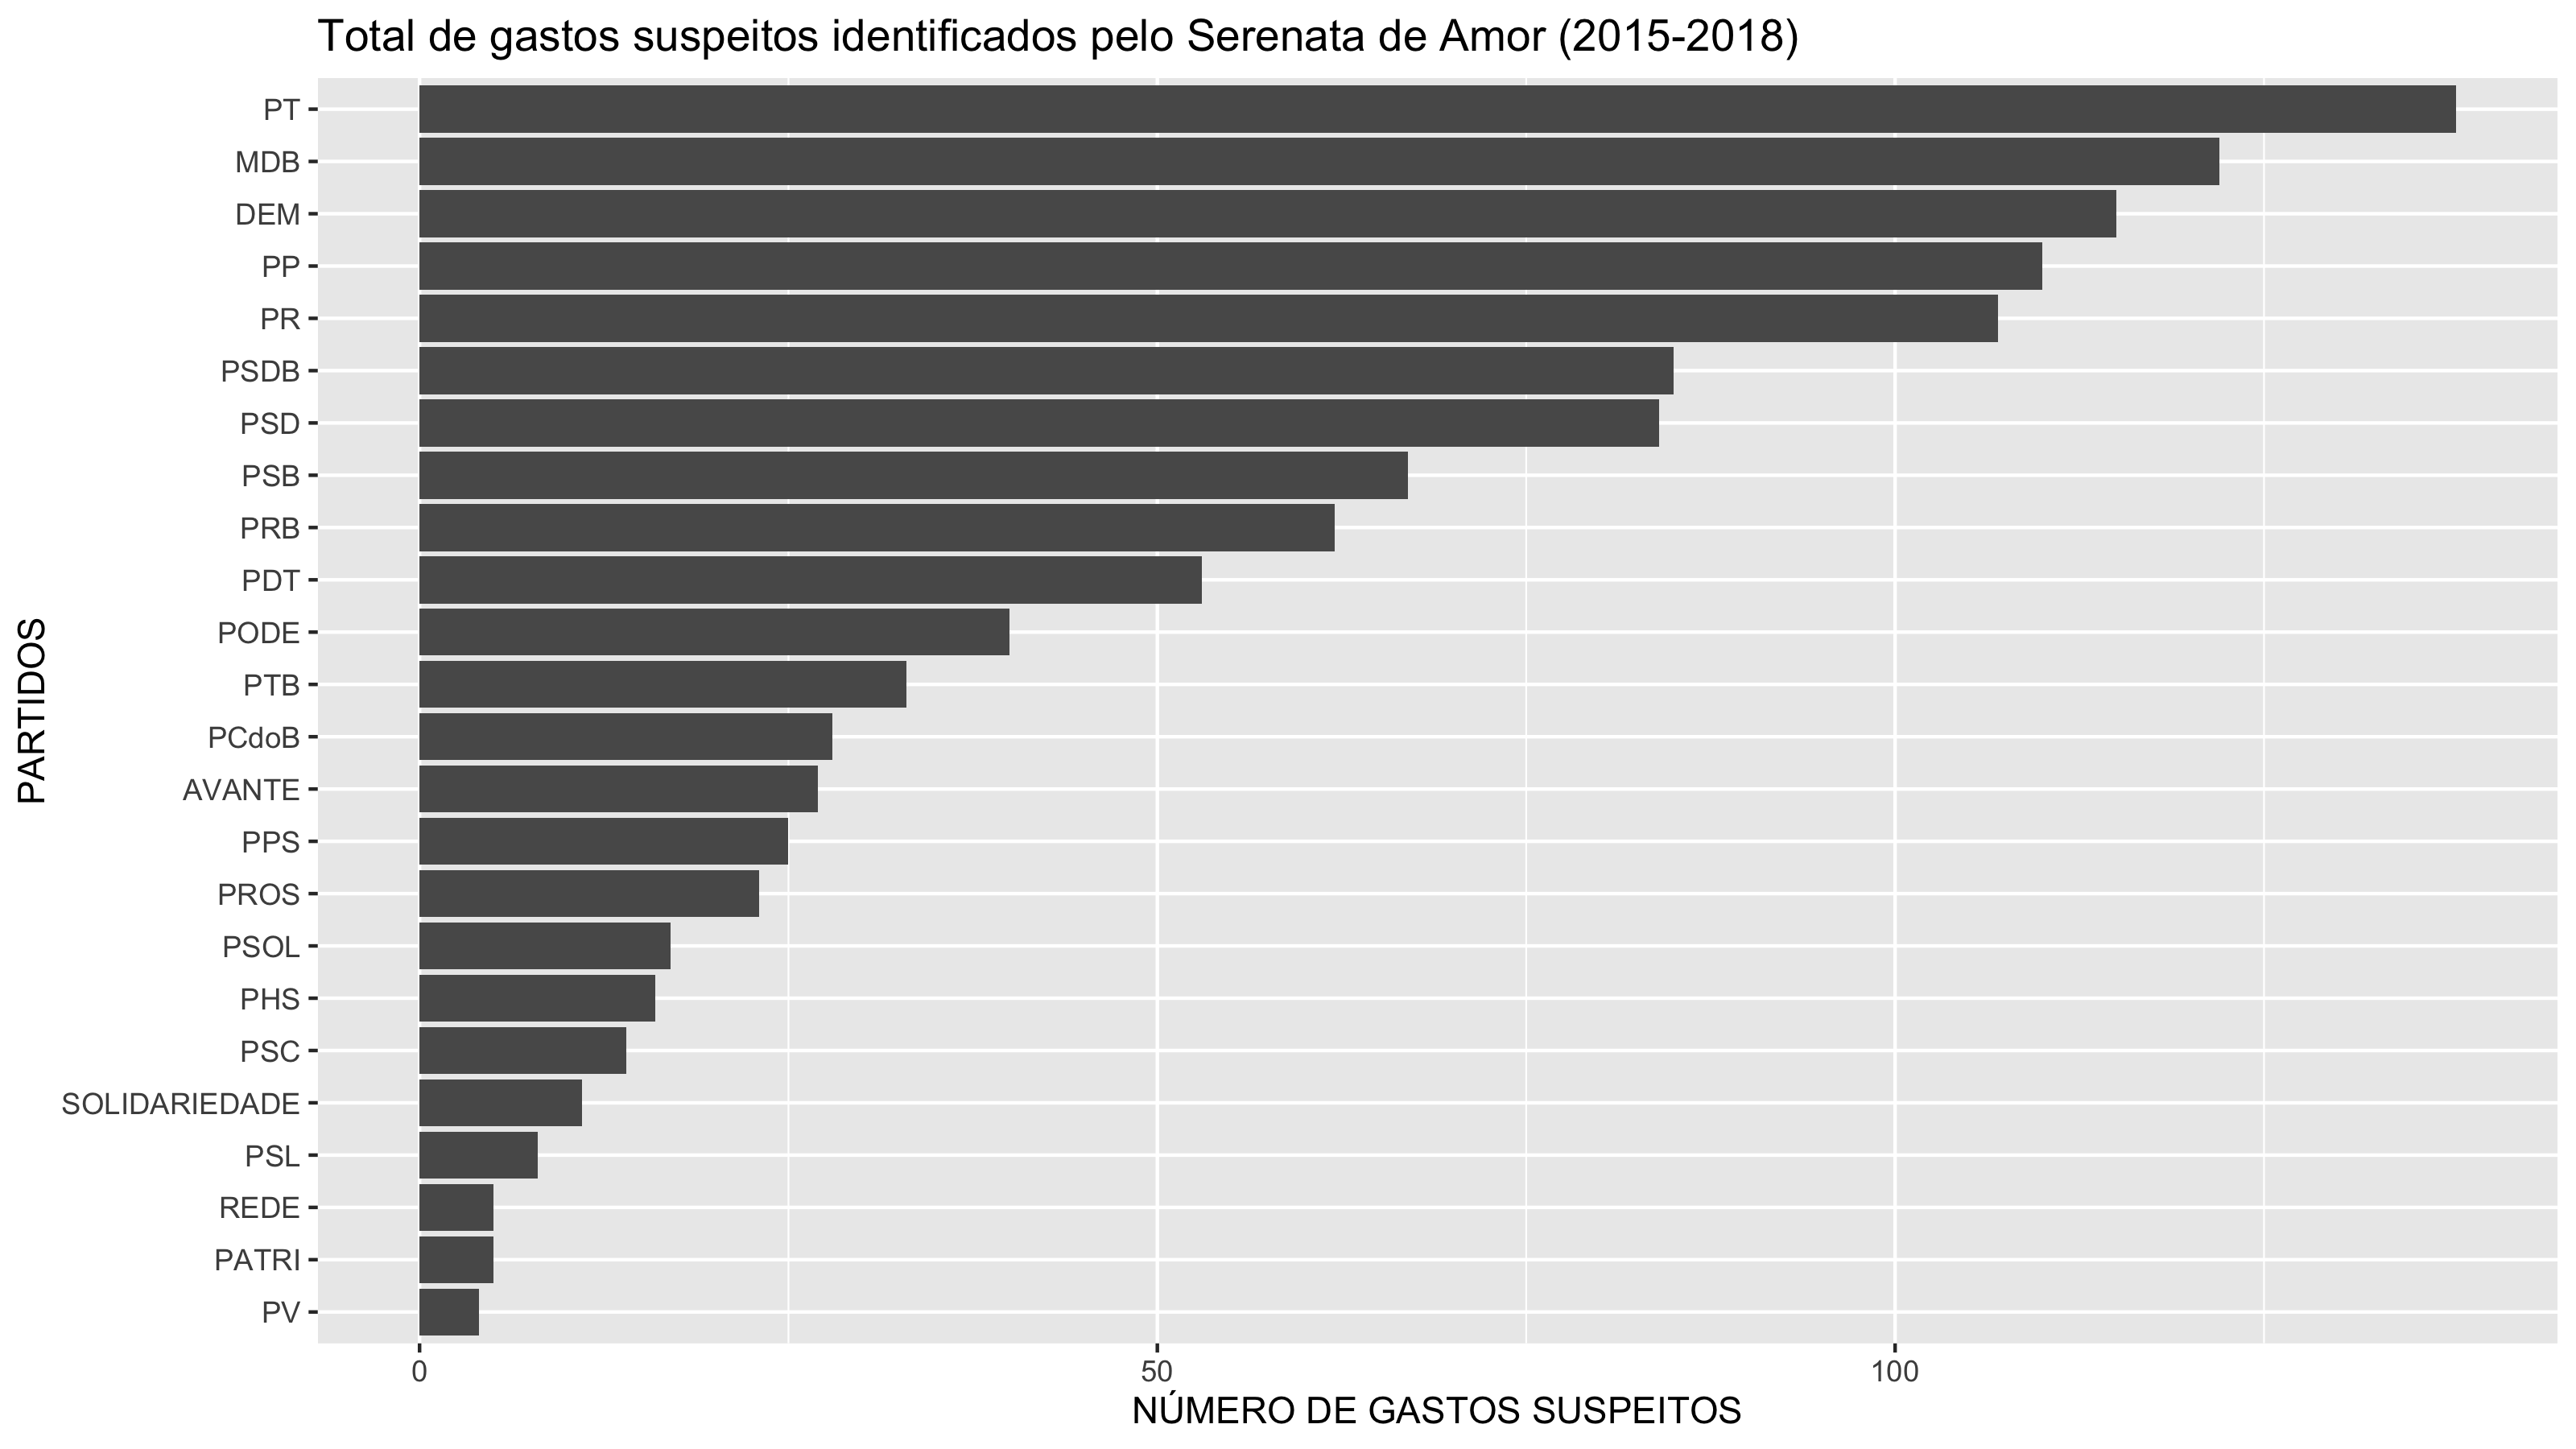 Total de gastos suspeitos identificados pelo Serenata de Amor (2015-2018)
PT
MDB
DEM
PP
PR
PSDB
PSD
PSB
PRB
PDT
PODE
PTB
PCdoB
AVANTE
PPS
PROS
PSOL
PHS
PSC
SOLIDARIEDADE
PSL
REDE
PATRI
PV
PARTIDOS
0 50 100
NÚMERO DE GASTOS SUSPEITOS